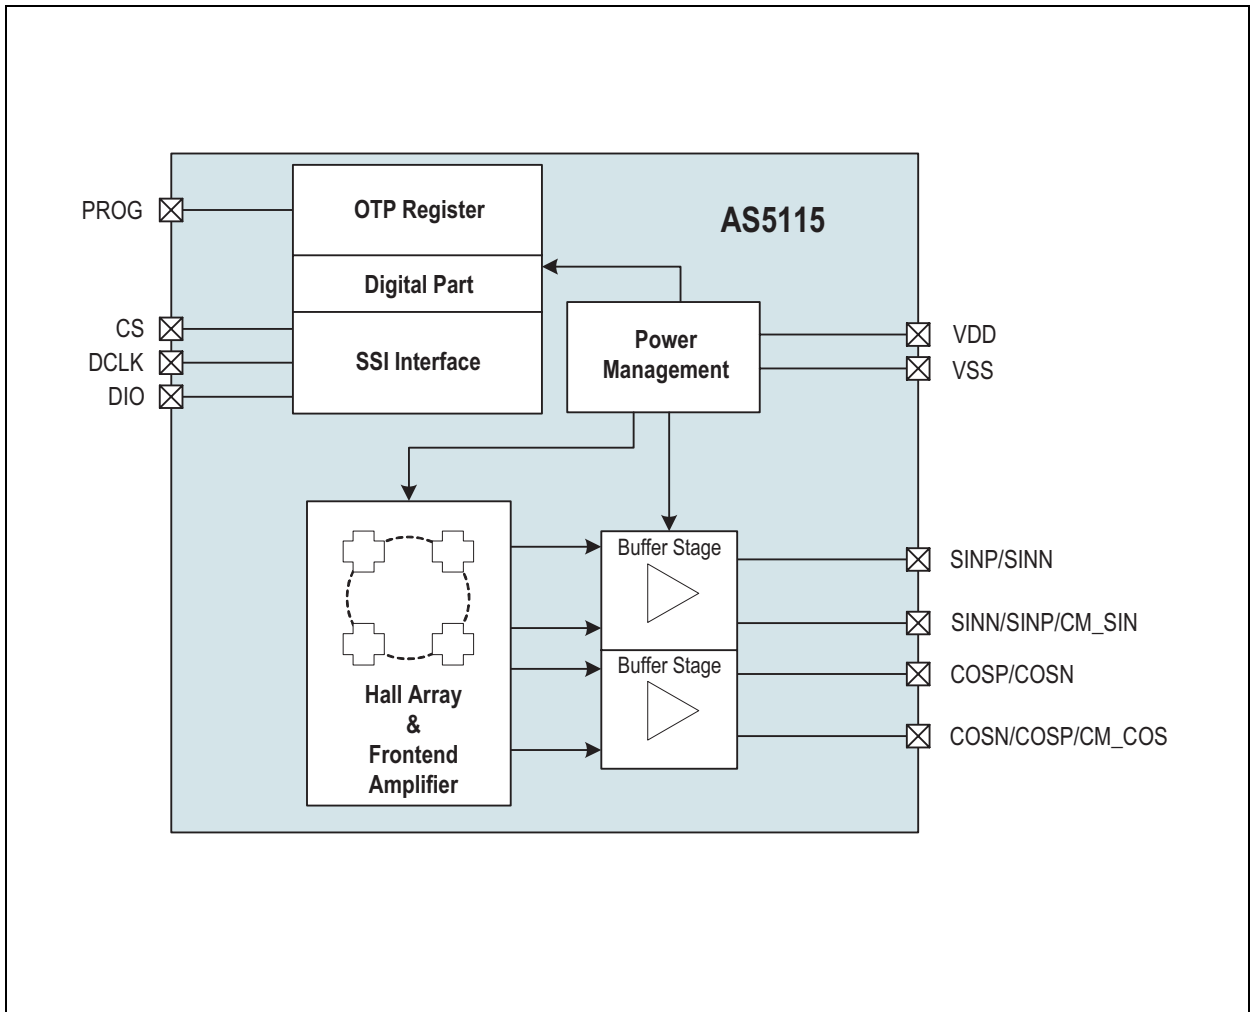 PROG
OTP Register
AS5115
Digital Part
CS
DCLK
DIO
SSI Interface
Power
Management
VDD
VSS
Hall Array
&
Frontend
Amplifier
Buffer Stage
Buffer Stage
SINP/SINN
SINN/SINP/CM_SIN
COSP/COSN
COSN/COSP/CM_COS